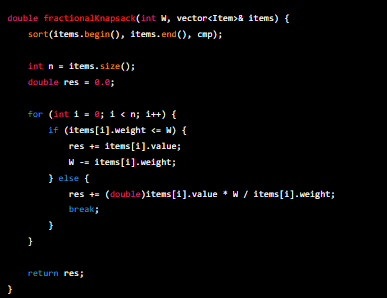 double fractionalKnapsack(int W, vector<Item>& items) {
    sort(items.begin(), items.end(), cmp);

    int n = items.size();
    double res = 0.0;

    for (int i = 0; i < n; i++) {
        if (items[i].weight <= W) {
            res += items[i].value;
            W -= items[i].weight;
        } else {
            res += (double)items[i].value * W / items[i].weight;
            break;
        }
    }

    return res;
}